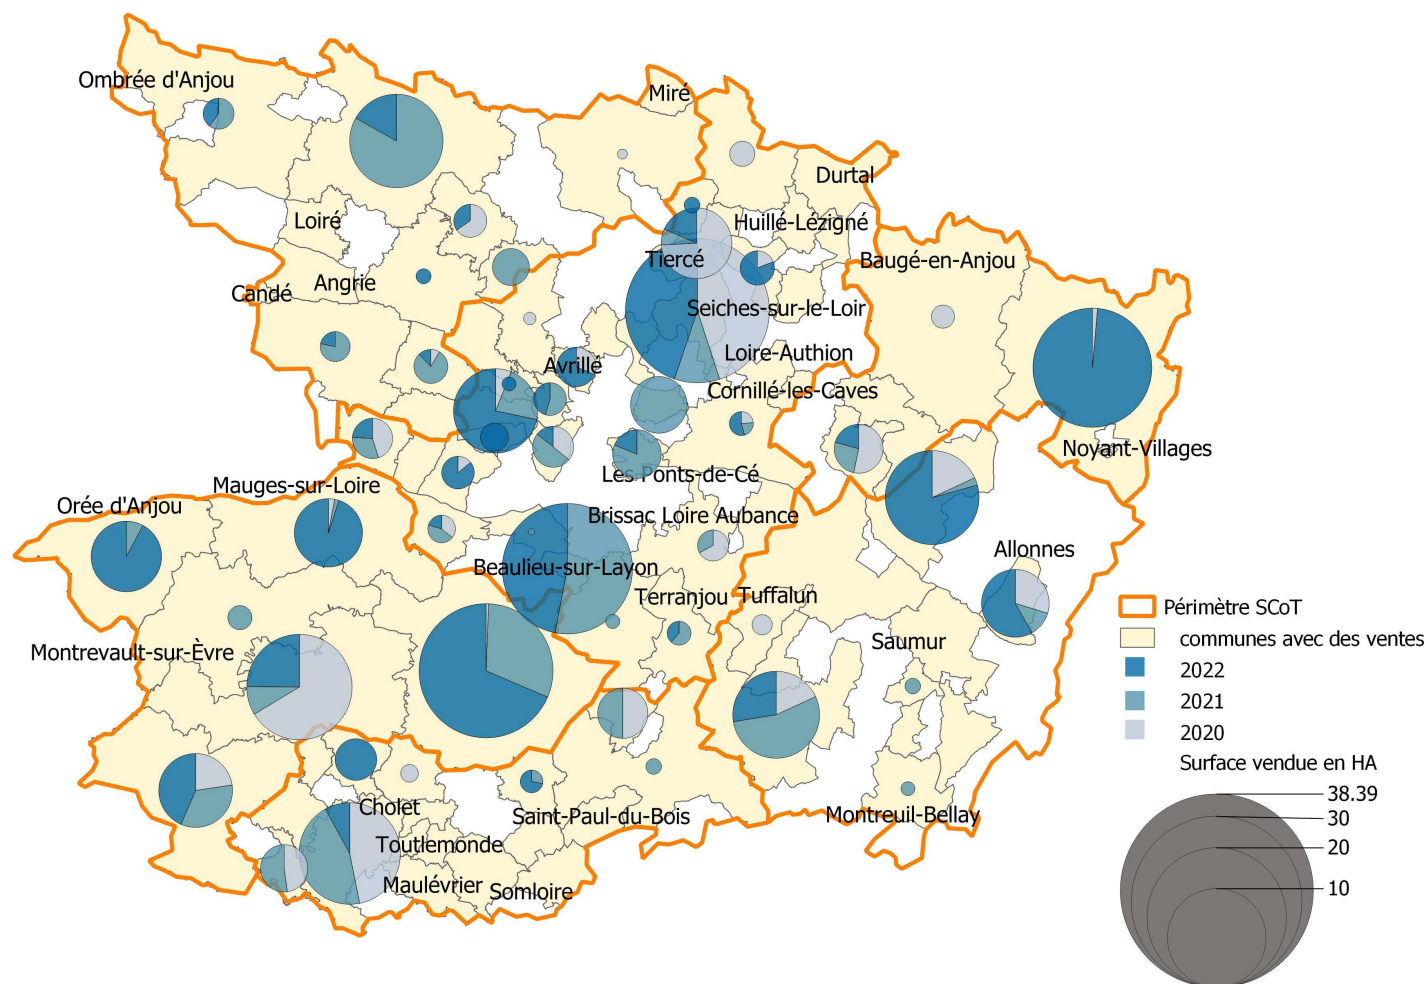 Ombrée d'Anjou
Miré
Durtal
Loiré
Huillé-Lézigné
Tiercé
Baugé-en-Anjou
Angrie
Candé
Seiches-sur-le-Loir
Loire-Authion
Avrillé
Cornillé-les-Caves
Noyant-Villages
Les-Ponts-de-Cé
Mauges-sur-Loire
Orée d'Anjou
Brissac Loire Aubance
Allonnes
Beaulieu-sur-Layon
Terranjou
Tuffalun
Saumur
Montrevault-sur-Èvre
Cholet
Saint-Paul-du-Bois
Montreuil-Bellay
Toutlemonde
Maulévrier
Somloire
Périmètre SCoT
communes avec des ventes
2022
2021
2020
Surface vendue en HA
38.39
30
20
10